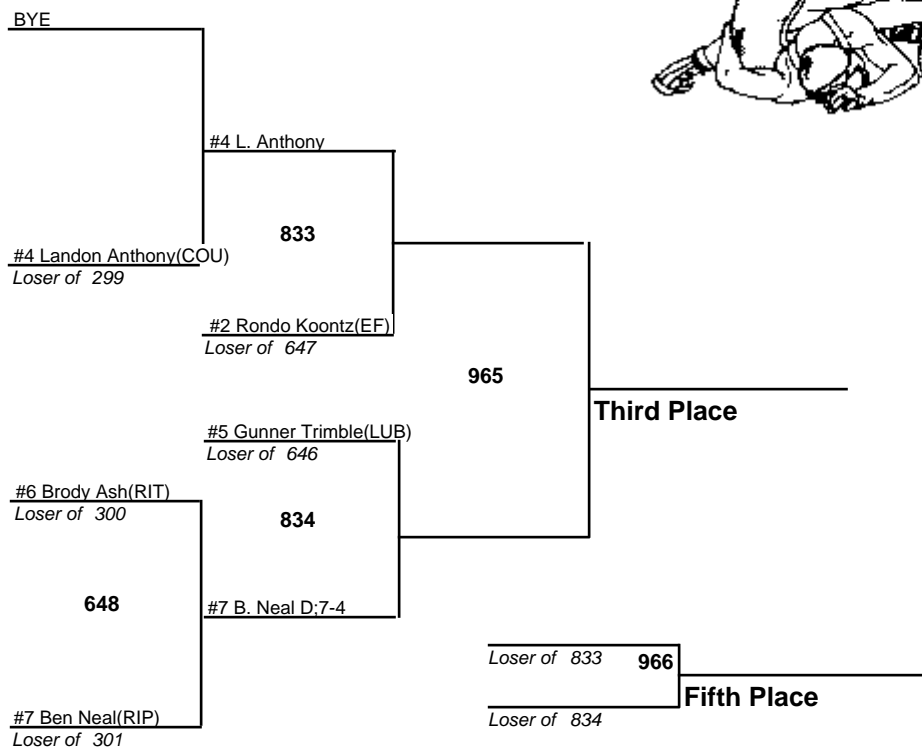 BYE
#4 L. Anthony
833
#4 Landon Anthony(COU)
Loser of 299
#2 Rondo Koontz(EF)
Loser of 647
965
Third Place
#5 Gunner Trimble(LUB)
Loser of 646
#6 Brody Ash(RIT)
Loser of 300
834
648
#7 B. Neal D;7-4
Loser of 833
966
Fifth Place
#7 Ben Neal(RIP)
Loser of 834
Loser of 301